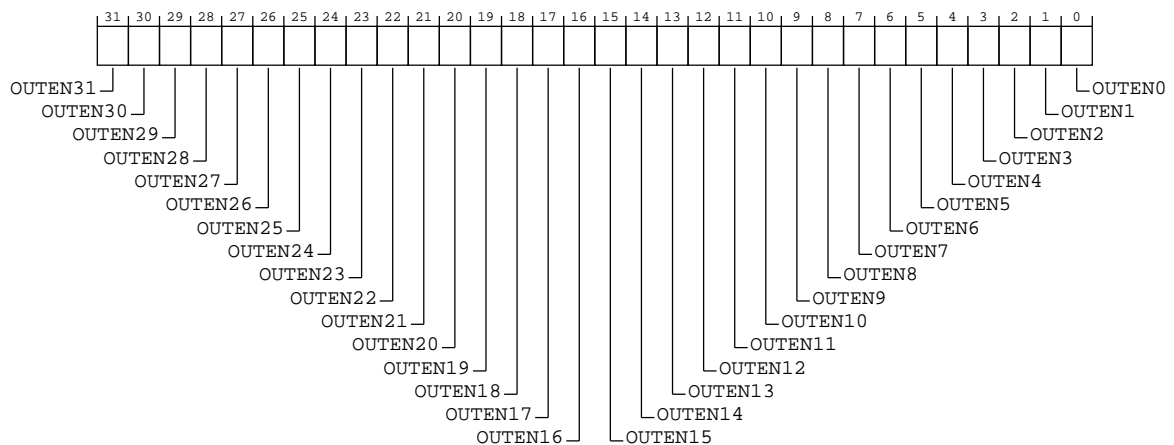 31 30 29 28 27 26 25 24 23 22 21 20 19 18 17 16 15 14 13 12 11 10 9 8 7 6 5 4 3 2 1 0
OUTEN31 OUTEN0
OUTEN30 OUTEN1
OUTEN29 OUTEN2
OUTEN28 OUTEN3
OUTEN27 OUTEN4
OUTEN26 OUTEN5
OUTEN25 OUTEN6
OUTEN24 OUTEN7
OUTEN23 OUTEN8
OUTEN22 OUTEN9
OUTEN21 OUTEN10
OUTEN20 OUTEN11
OUTEN19 OUTEN12
OUTEN18 OUTEN13
OUTEN17 OUTEN14
OUTEN16 OUTEN15